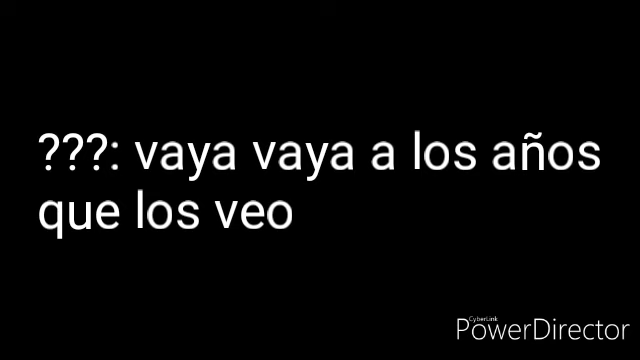 ???: vaya vaya a los años
que los veo
CyberLink
PowerDirector